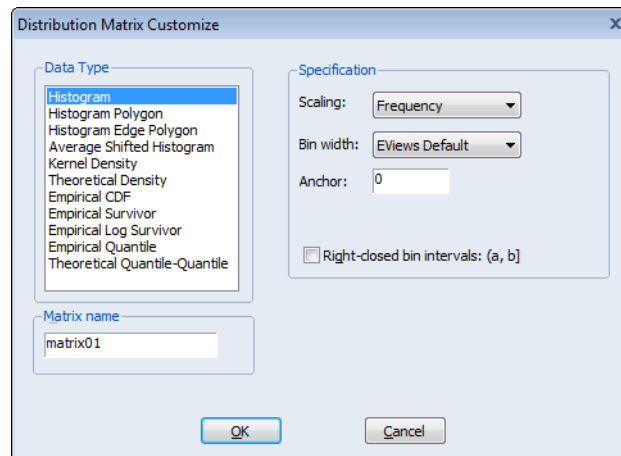 Distribution Matrix Customize
x
Data Type
Histogram
Histogram Polygon
Histogram Edge Polygon
Average Shifted Histogram
Kernel Density
Theoretical Density
Empirical CDF
Empirical Survivor
Empirical Log Survivor
Empirical Quantile
Theoretical Quantile-Quantile
Matrix name
matrix01
Specification
Scaling: Frequency
Bin width: EViews Default
Anchor: 0
Right-closed bin intervals: (a, b]
OK
Cancel